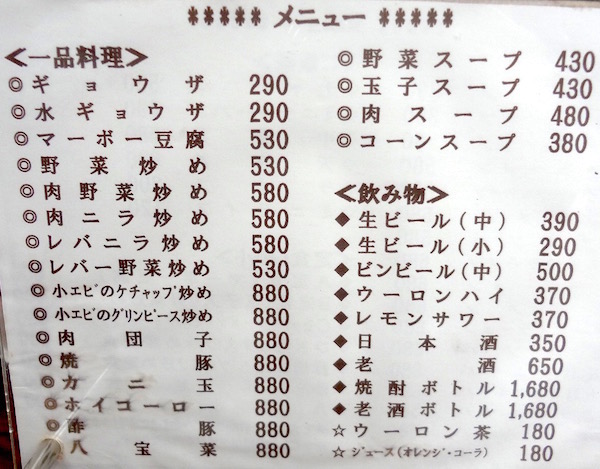 ***** メニュー *****
<一品料理>
◎ギョウザ 290
◎水ギョウザ 290
◎マーボー豆腐 530
◎野菜炒め 530
◎肉野菜炒め 580
◎肉ニラ炒め 580
◎レバニラ炒め 580
◎レバー野菜炒め 530
◎小エビのケチャップ炒め 880
◎小エビのグリンピース炒め 880
◎肉団子 880
◎焼豚 880
◎カニ玉 880
◎ホイコーロー 880
◎酢豚 880
八宝菜 880
◎野菜スープ 430
◎玉子スープ 430
◎肉スープ 480
◎コーンスープ 380
<飲み物>
◆生ビール(中) 390
◆生ビール(小) 290
◆ビンビール(中) 500
◆ウーロンハイ 370
◆レモンサワー 370
◆日本酒 350
◆老酒 650
◆焼酎ボトル 1,680
◆老酒ボトル 1,680
☆ウーロン茶 180
☆ジュース(オレンジ・コーラ) 180